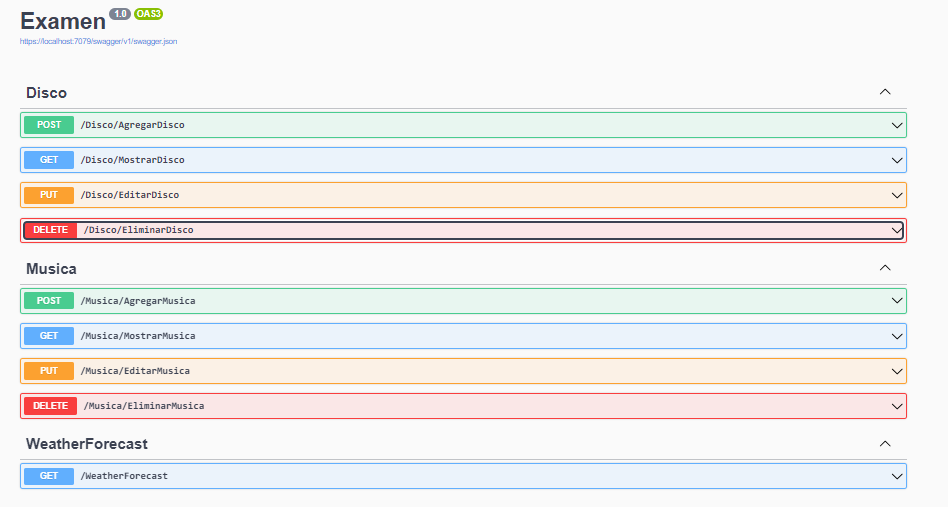 Examen 1.0 OAS3
https://localhost:7079/swagger/v1/swagger.json
Disco
POST /Disco/AgregarDisco
GET /Disco/MostrarDisco
PUT /Disco/EditarDisco
DELETE /Disco/EliminarDisco
Musica
POST /Musica/AgregarMusica
GET /Musica/MostrarMusica
PUT /Musica/EditarMusica
DELETE /Musica/EliminarMusica
WeatherForecast
GET /WeatherForecast